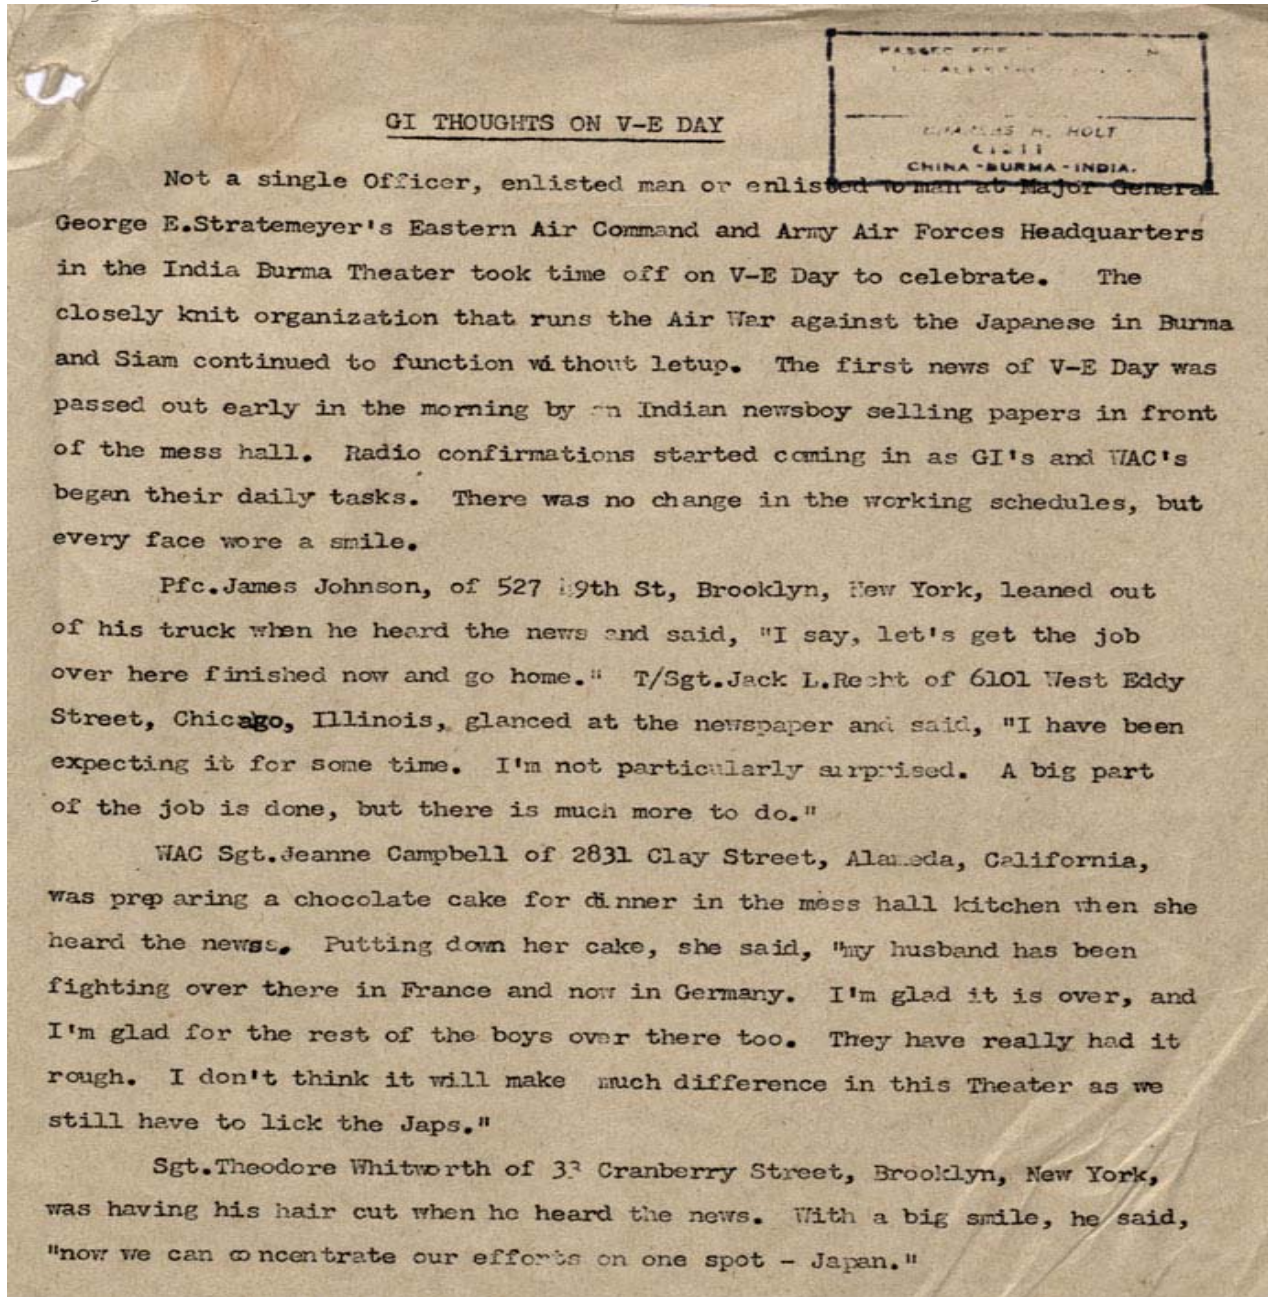 GI THOUGHTS ON V-E DAY
PASSED FOR
HOLT
CHINA-BURMA-INDIA.
Not a single Officer, enlisted man or enlisted woman at Major General
George E.Stratemeyer's Eastern Air Command and Army Air Forces Headquarters
in the India Burma Theater took time off on V-E Day to celebrate. The
closely knit organization that runs the Air War against the Japanese in Burma
and Siam continued to function without letup. The first news of V-E Day was
passed out early in the morning by an Indian newsboy selling papers in front
of the mess hall. Radio confirmations started coming in as GI's and WAC's
began their daily tasks. There was no change in the working schedules, but
every face wore a smile.
Pfc.James Johnson, of 527 St, Brooklyn, New York, leaned out
of his truck when he heard the news and said, "I say, let's get the job
over here finished now and go home." T/Sgt.Jack L.Recht of 6101 West Eddy
Street, Chicago, Illinois, glanced at the newspaper and said, "I have been
expecting it for some time. I'm not particularly surprised. A big part
of the job is done, but there is much more to do."
WAC Sgt.Jeanne Campbell of 2831 Clay Street, Alameda, California,
was preparing a chocolate cake for dinner in the mess hall kitchen when she
heard the newss. Putting down her cake, she said, "my husband has been
fighting over there in France and now in Germany. I'm glad it is over, and
I'm glad for the rest of the boys over there too. They have really had it
rough. I don't think it will make much difference in this Theater as we
still have to lick the Japs."
Sgt.Theodore Whitworth of 33 Cranberry Street, Brooklyn, New York,
was having his hair cut when he heard the news. With a big smile, he said,
"now we can concentrate our efforts on one spot - Japan."